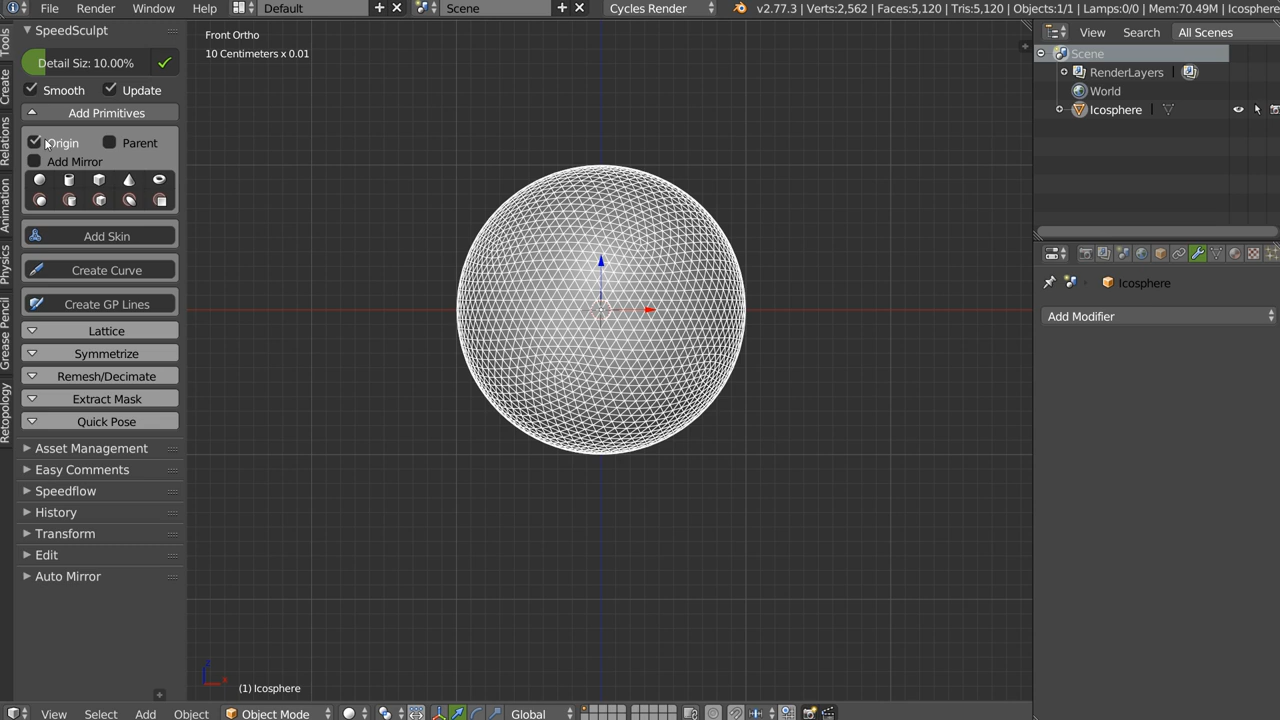 File Render Window Help Default Scene Cycles Render v2.77.3 | Verts:2,562 | Faces:5,120 | Tris:5,120 | Objects:1/1 | Lamps:0/0 | Mem:70.49M | Icosphere
Tools
Create
Relations
Animation
Physics
Grease Pencil
Retopology
SpeedSculpt
Detail Siz: 10.00%
Smooth Update
Add Primitives
Origin Parent
Add Mirror
Add Skin
Create Curve
Create GP Lines
Lattice
Symmetrize
Remesh/Decimate
Extract Mask
Quick Pose
Asset Management
Easy Comments
Speedflow
History
Transform
Edit
Auto Mirror
Front Ortho
10 Centimeters x 0.01
(1) Icosphere
View Select Add Object Object Mode Global
View Search All Scenes
Scene
RenderLayers
World
Icosphere
Icosphere
Add Modifier